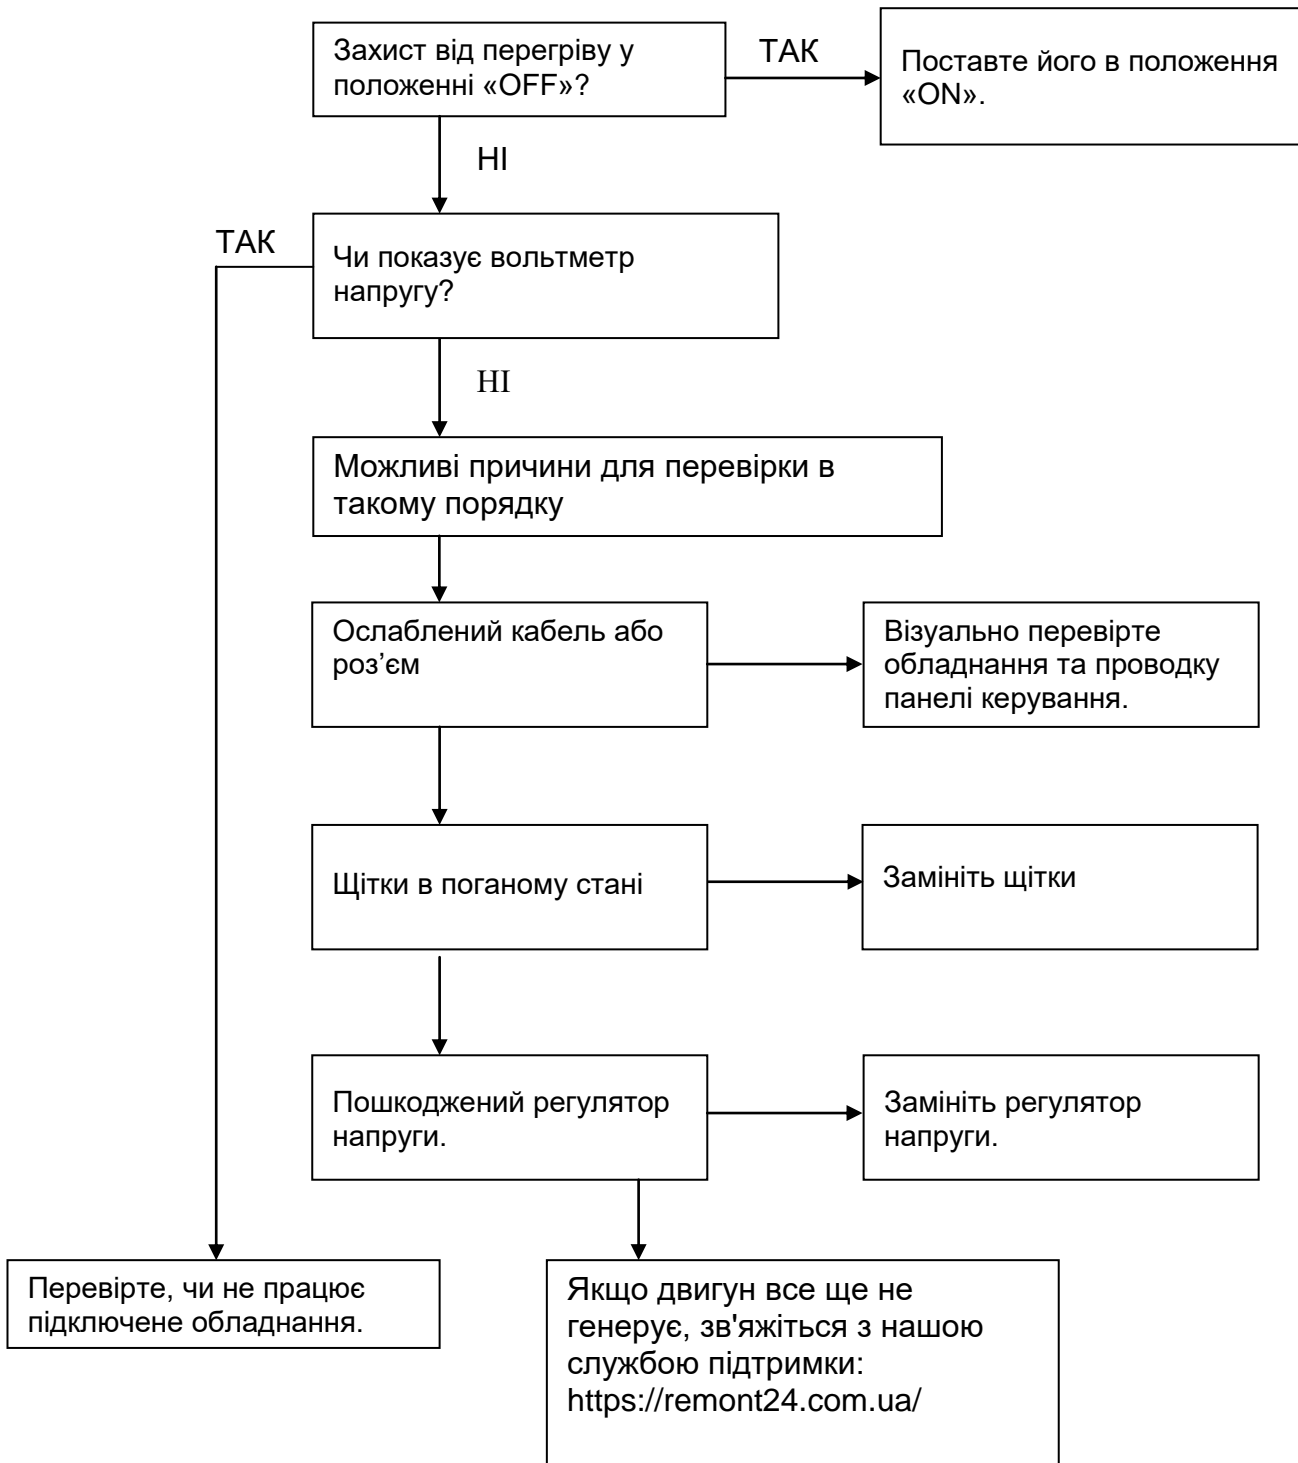 Захист від перегріву у
положенні «OFF»?
ТАК
Поставте його в положення
«ON».
НІ
ТАК
Чи показує вольтметр
напругу?
НІ
Можливі причини для перевірки в
такому порядку
Ослаблений кабель або
роз’єм
Візуально перевірте
обладнання та проводку
панелі керування.
Щітки в поганому стані
Замініть щітки
Пошкоджений регулятор
напруги.
Замініть регулятор
напруги.
Перевірте, чи не працює
підключене обладнання.
Якщо двигун все ще не
генерує, зв'яжіться з нашою
службою підтримки:
https://remont24.com.ua/